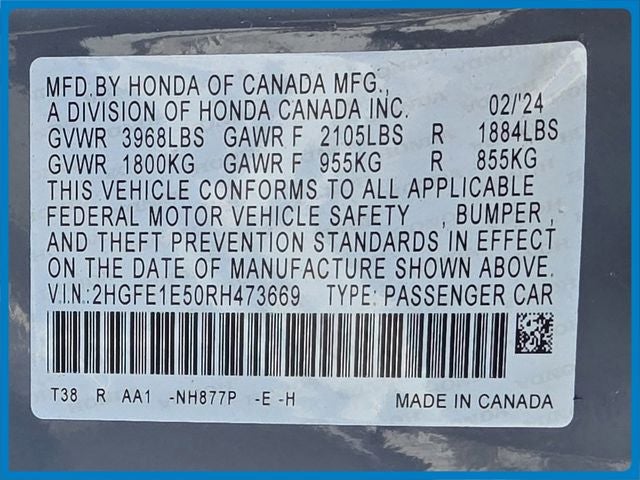 MFD.BY HONDA OF CANADA MFG.,
A DIVISION OF HONDA CANADA INC. 02/'24
GVWR 3968LBS GAWR F 2105LBS R 1884LBS
GVWR 1800KG GAWR F 955KG R 855KG
THIS VEHICLE CONFORMS TO ALL APPLICABLE
FEDERAL MOTOR VEHICLE SAFETY , BUMPER ,
AND THEFT PREVENTION STANDARDS IN EFFECT
ON THE DATE OF MANUFACTURE SHOWN ABOVE.
V.I.N:2HGFE1E50RH473669 TYPE: PASSENGER CAR
T38 R AA1 -NH877P -E -H MADE IN CANADA